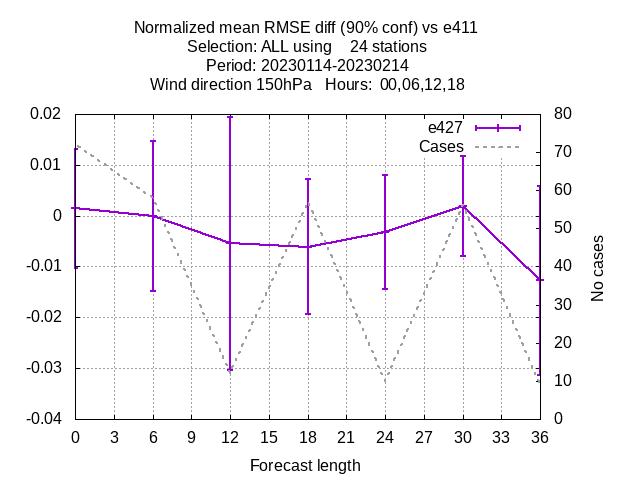 Normalized mean RMSE diff (90% conf) vs e411
Selection: ALL using    24 stations
Period: 20230114-20230214
Wind direction 150hPa   Hours:  00,06,12,18
e427
Cases
0.02
0.01
0
-0.01
-0.02
-0.03
-0.04
80
70
60
50
40
30
20
10
0
No cases
0 3 6 9 12 15 18 21 24 27 30 33 36
Forecast length